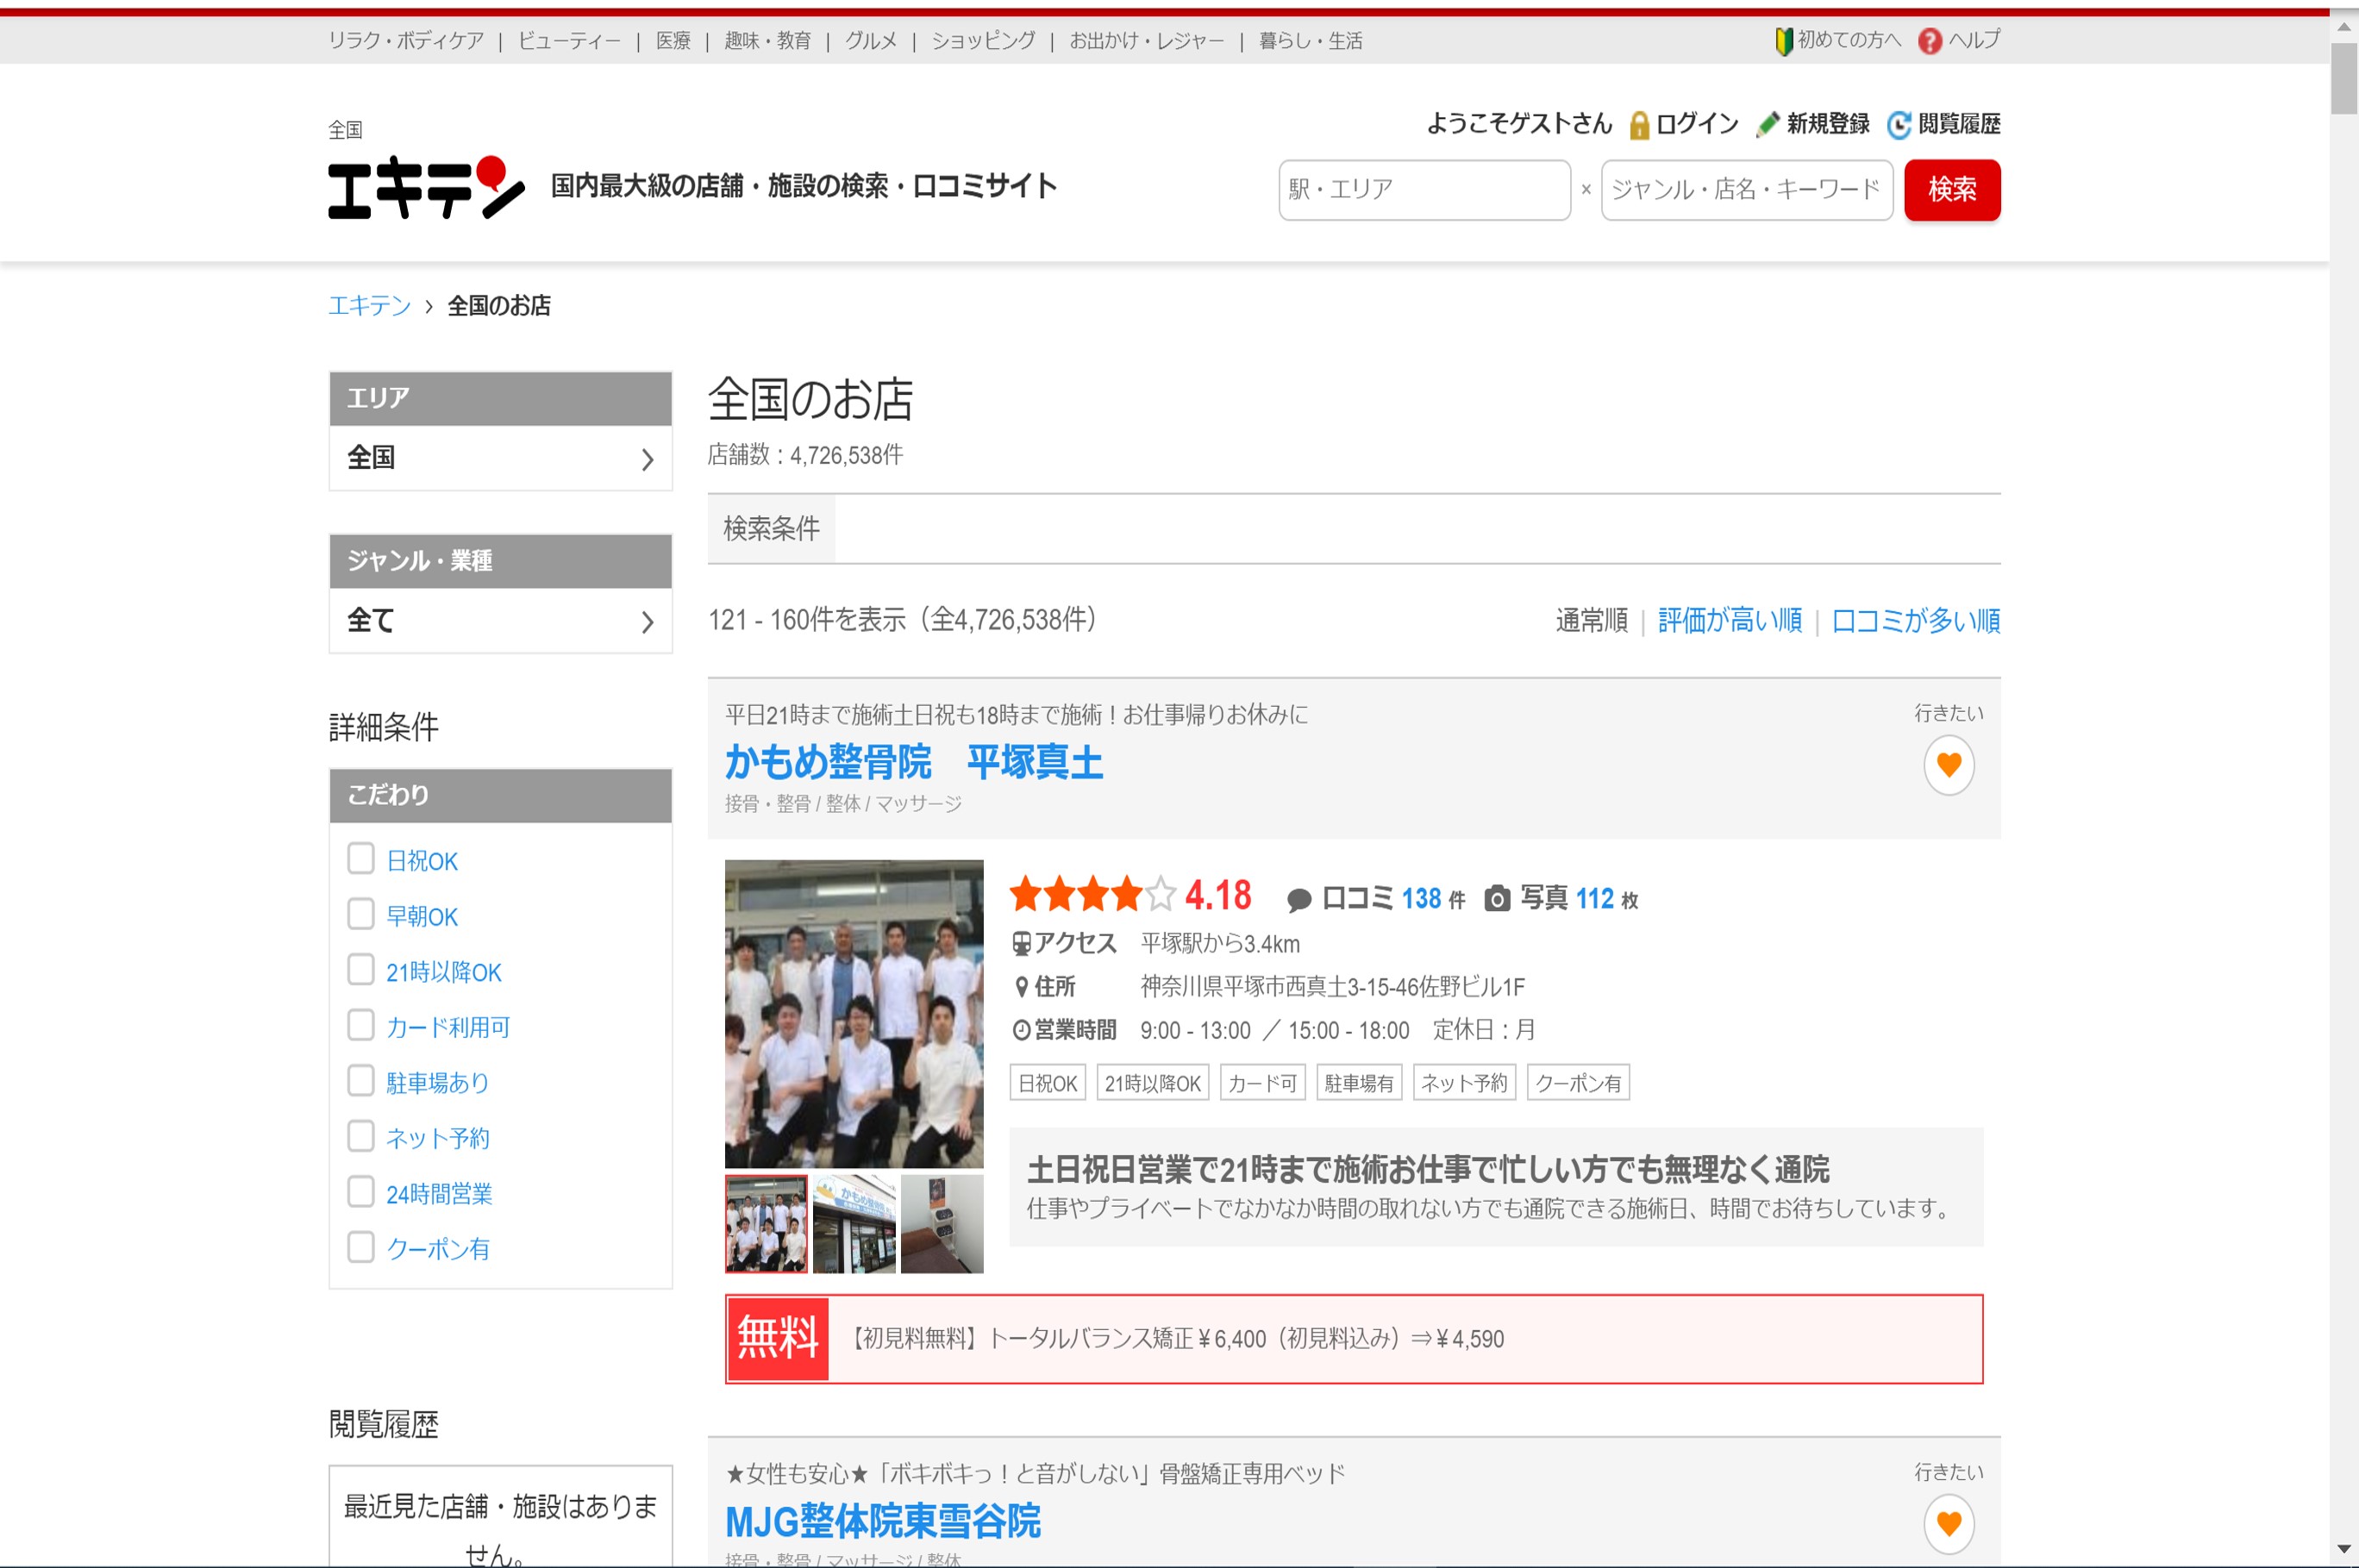 リラク・ボディケア | ビューティー | 医療 | 趣味・教育 | グルメ | ショッピング | お出かけ・レジャー | 暮らし・生活
初めての方へ ヘルプ
ようこそゲストさん ログイン 新規登録 閲覧履歴
全国
エキテン 国内最大級の店舗・施設の検索・口コミサイト
駅・エリア × ジャンル・店名・キーワード 検索
エキテン › 全国のお店
エリア
全国
ジャンル・業種
全て
詳細条件
こだわり
日祝OK
早朝OK
21時以降OK
カード利用可
駐車場あり
ネット予約
24時間営業
クーポン有
閲覧履歴
最近見た店舗・施設はありま
せん。
全国のお店
店舗数：4,726,538件
検索条件
121 - 160件を表示（全4,726,538件）
通常順 | 評価が高い順 | 口コミが多い順
平日21時まで施術土日祝も18時まで施術！お仕事帰りお休みに
行きたい
かもめ整骨院　平塚真土
接骨・整骨 / 整体 / マッサージ
4.18 口コミ 138 件 写真 112 枚
アクセス 平塚駅から3.4km
住所 神奈川県平塚市西真土3-15-46佐野ビル1F
営業時間 9:00 - 13:00 ／ 15:00 - 18:00　定休日：月
日祝OK 21時以降OK カード可 駐車場有 ネット予約 クーポン有
土日祝日営業で21時まで施術お仕事で忙しい方でも無理なく通院
仕事やプライベートでなかなか時間の取れない方でも通院できる施術日、時間でお待ちしています。
かもめ整骨院
無料 【初見料無料】トータルバランス矯正￥6,400（初見料込み）⇒￥4,590
★女性も安心★「ボキボキっ！と音がしない」骨盤矯正専用ベッド
行きたい
MJG整体院東雪谷院
接骨・整骨 / マッサージ / 整体